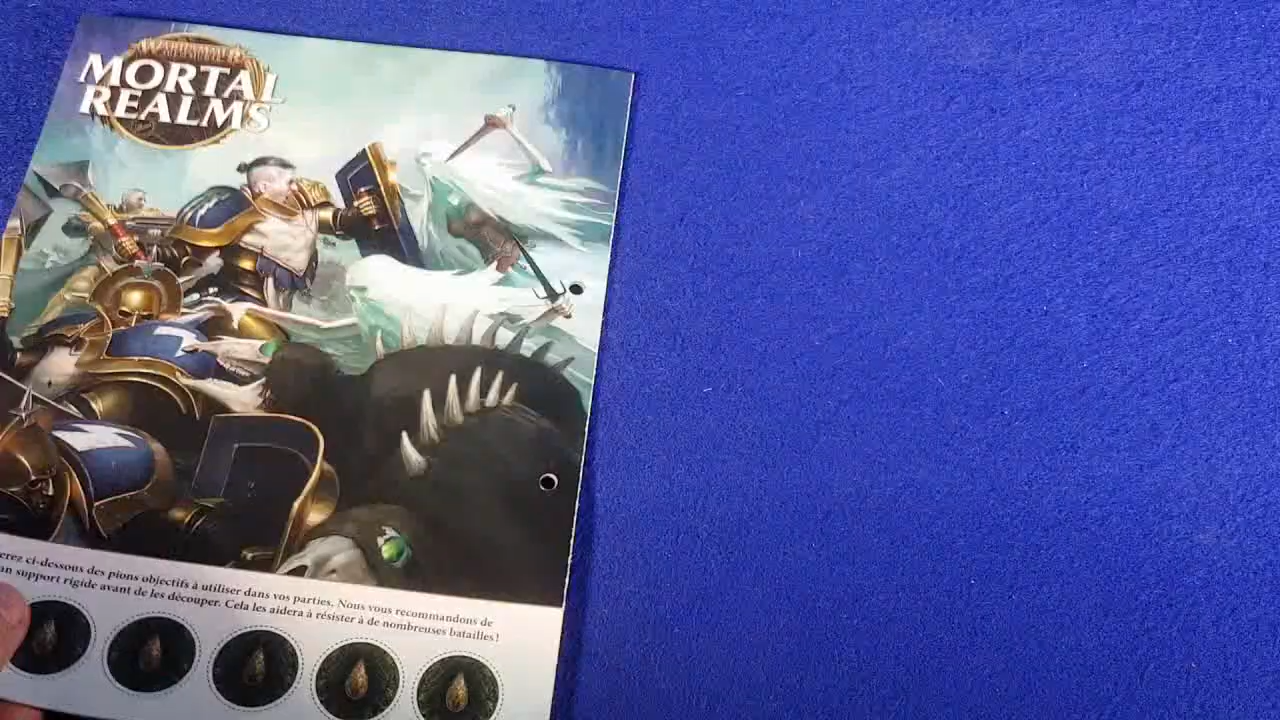 WARHAMMER
MORTAL
REALMS
erez ci-dessous des pions objectifs à utiliser dans vos parties. Nous vous recommandons de
an support rigide avant de les découper. Cela les aidera à résister à de nombreuses batailles !